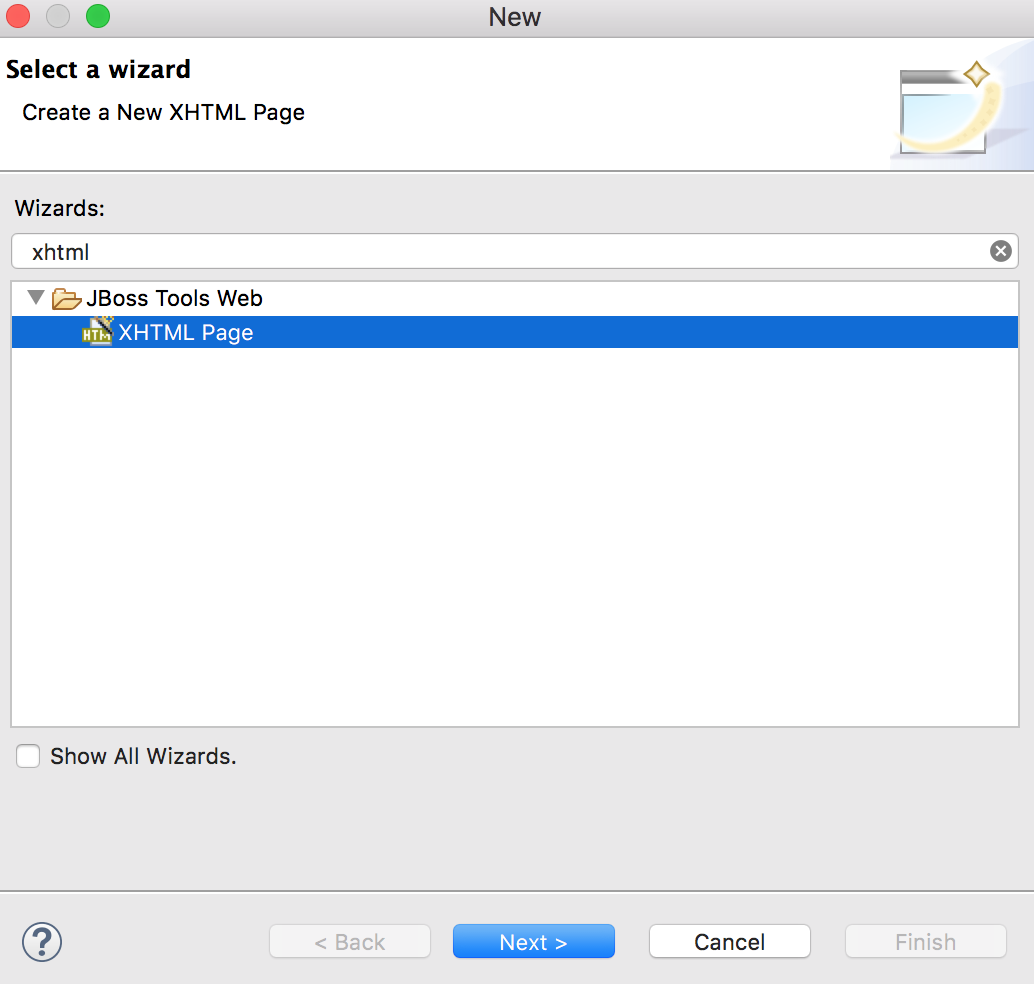 New
Select a wizard
Create a New XHTML Page
Wizards:
xhtml
JBoss Tools Web
HTM XHTML Page
Show All Wizards.
? < Back Next > Cancel Finish